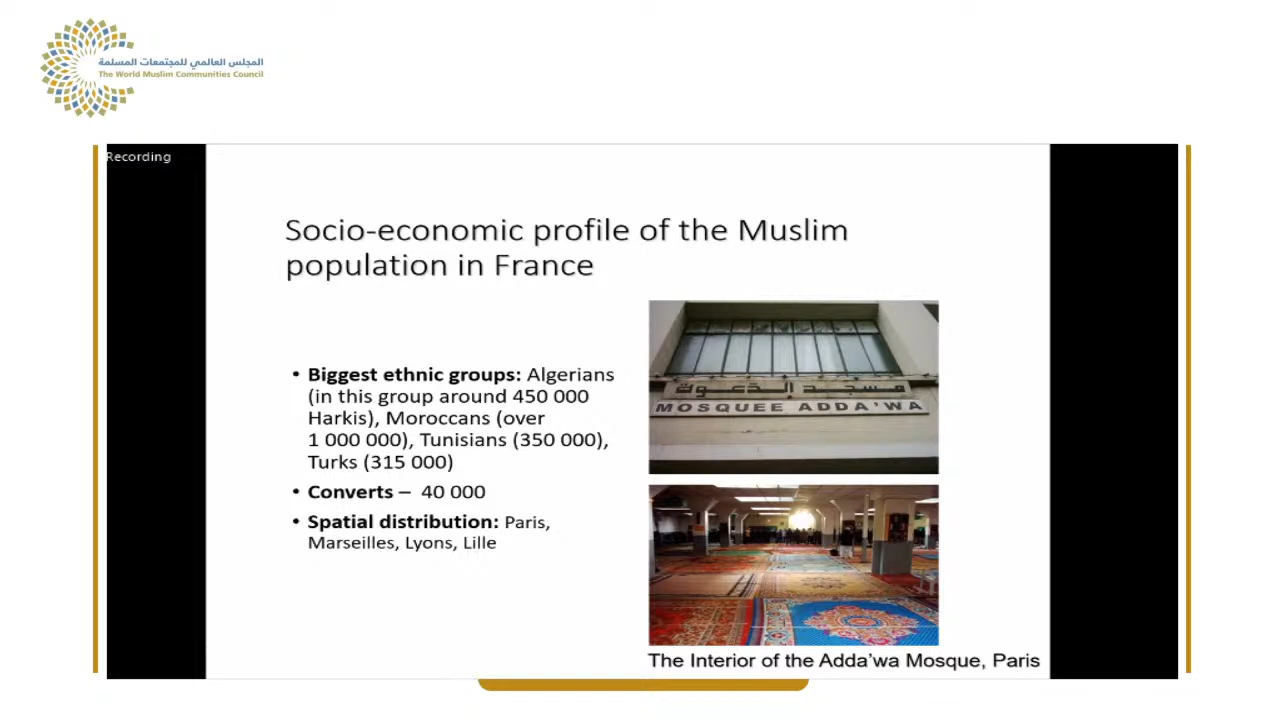 المجلس العالمي للمجتمعات المسلمة
The World Muslim Communities Council
Recording
Socio-economic profile of the Muslim
population in France
• Biggest ethnic groups: Algerians
(in this group around 450 000
Harkis), Moroccans (over
1 000 000), Tunisians (350 000),
Turks (315 000)
• Converts – 40 000
• Spatial distribution: Paris,
Marseilles, Lyons, Lille
مسجد الدعوة
MOSQUEE ADDA'WA
The Interior of the Adda'wa Mosque, Paris